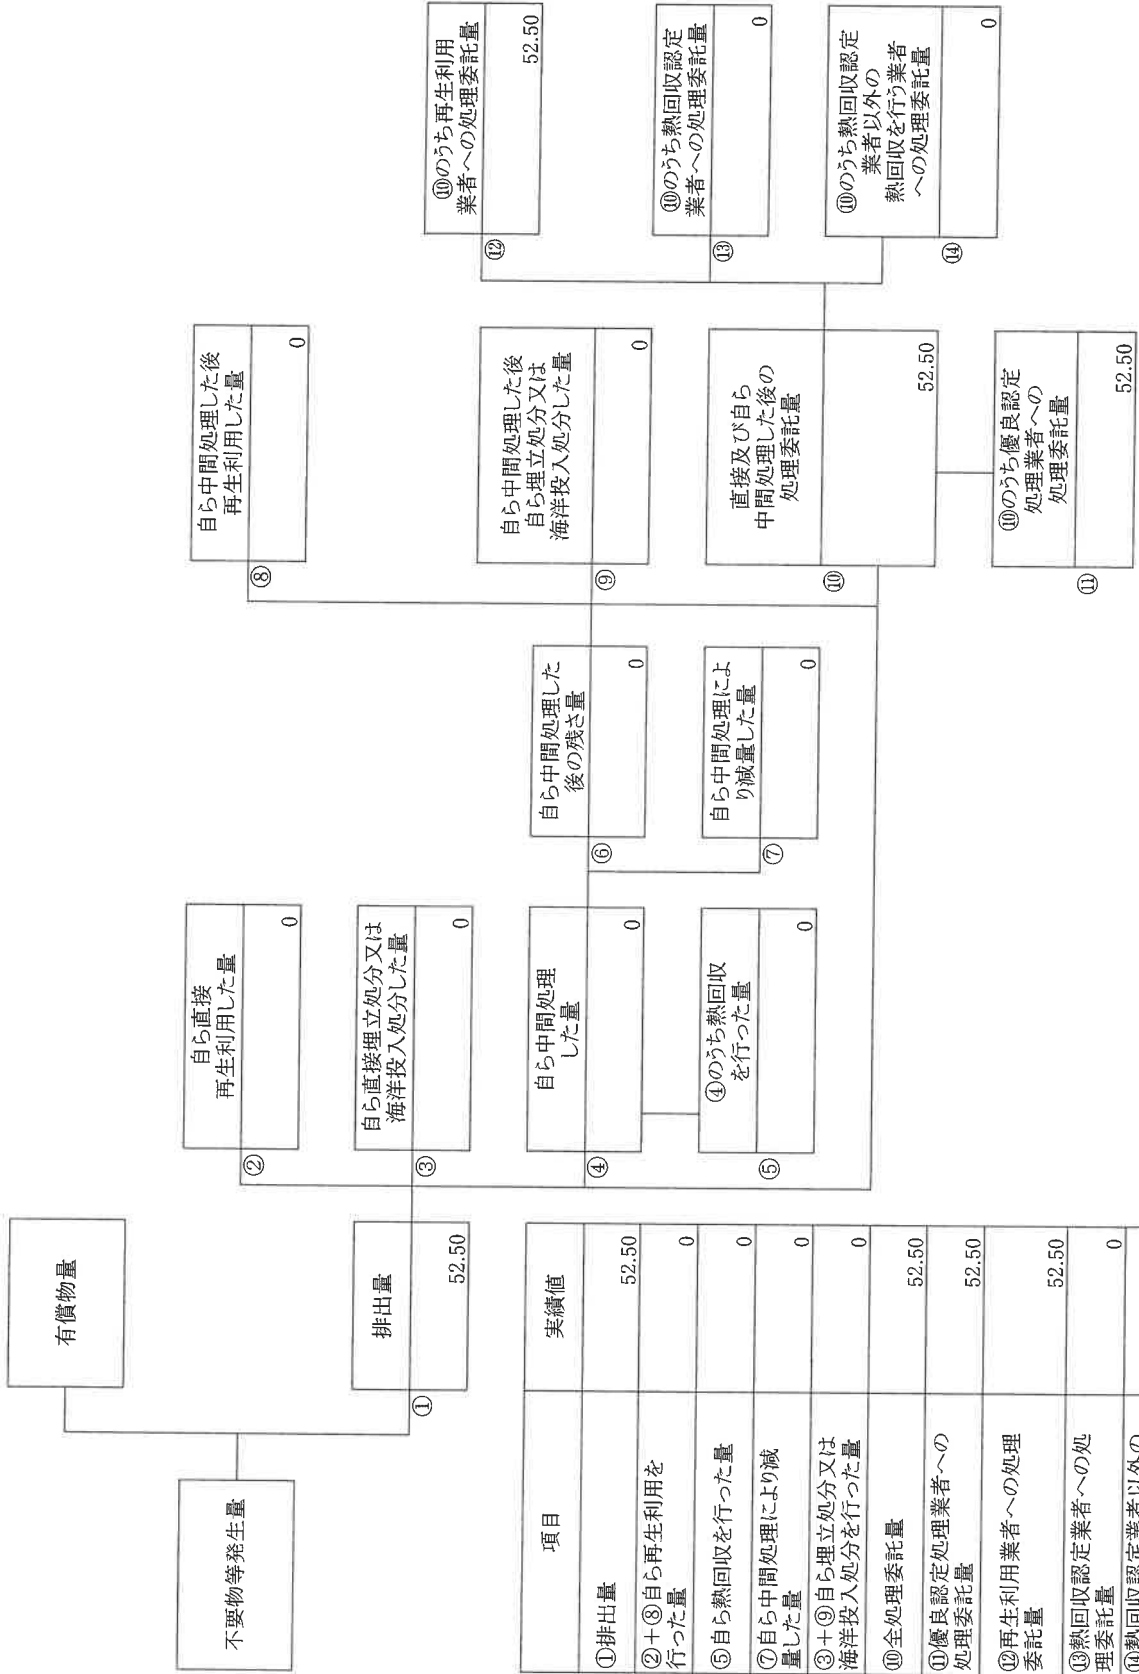 不要物等発生量
有償物量
排出量
①
52.50
自ら直接
再生利用した量
②
0
自ら直接埋立処分又は
海洋投入処分した量
③
0
自ら中間処理
した量
④
0
④のうち熱回収
を行った量
⑤
0
自ら中間処理した
後の残さ量
⑥
0
自ら中間処理によ
り減量した量
⑦
0
自ら中間処理した後
再生利用した量
⑧
0
自ら中間処理した後
自ら埋立処分又は
海洋投入処分した量
⑨
0
直接及び自ら
中間処理した後の
処理委託量
⑩
52.50
⑩のうち優良認定
処理業者への
処理委託量
⑪
52.50
⑩のうち再生利用
業者への処理委託量
⑫
52.50
⑩のうち熱回収認定
業者への処理委託量
⑬
0
⑩のうち熱回収認定
業者以外の
熱回収を行う業者
への処理委託量
⑭
0
項目 実績値
①排出量 52.50
②+⑧自ら再生利用を
行った量 0
⑤自ら熱回収を行った量 0
⑦自ら中間処理により減
量した量 0
③+⑨自ら埋立処分又は
海洋投入処分を行った量 0
⑩全処理委託量 52.50
⑪優良認定処理業者への
処理委託量 52.50
⑫再生利用業者への処理
委託量 52.50
⑬熱回収認定業者への処
理委託量 0
⑭熱回収認定業者以外の